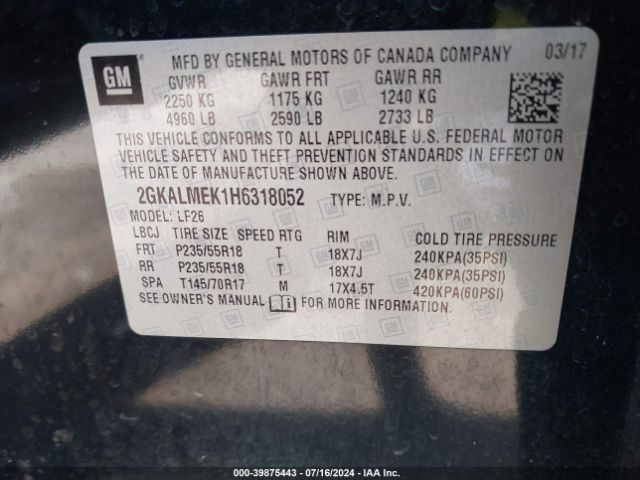 GM
MFD BY GENERAL MOTORS OF CANADA COMPANY 03/17
GVWR GAWR FRT GAWR RR
2250 KG 1175 KG 1240 KG
4960 LB 2590 LB 2733 LB
THIS VEHICLE CONFORMS TO ALL APPLICABLE U.S. FEDERAL MOTOR
VEHICLE SAFETY AND THEFT PREVENTION STANDARDS IN EFFECT ON
THE DATE OF MANUFACTURE SHOWN ABOVE.
2GKALMEK1H6318052 TYPE: M.P.V.
MODEL: LF26
LBCJ TIRE SIZE SPEED RTG RIM COLD TIRE PRESSURE
FRT P235/55R18 T 18X7J 240KPA(35PSI)
RR P235/55R18 T 18X7J 240KPA(35PSI)
SPA T145/70R17 M 17X4.5T 420KPA(60PSI)
SEE OWNER'S MANUAL FOR MORE INFORMATION.
000-39875443 - 07/16/2024 - IAA Inc.